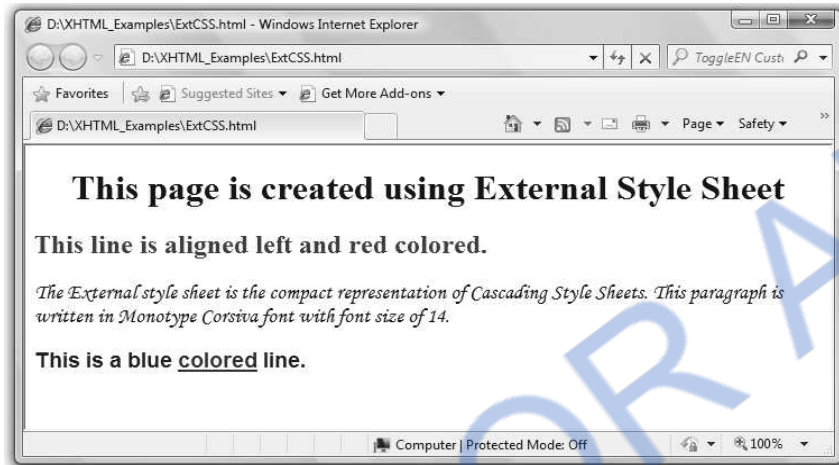 D:\XHTML_Examples\ExtCSS.html - Windows Internet Explorer
D:\XHTML_Examples\ExtCSS.html
ToggleEN
Favorites Suggested Sites Get More Add-ons
D:\XHTML_Examples\ExtCSS.html Page Safety »
This page is created using External Style Sheet
This line is aligned left and red colored.
The External style sheet is the compact representation of Cascading Style Sheets. This paragraph is
written in Monotype Corsiva font with font size of 14.
This is a blue colored line.
Computer | Protected Mode: Off 100%
OR A